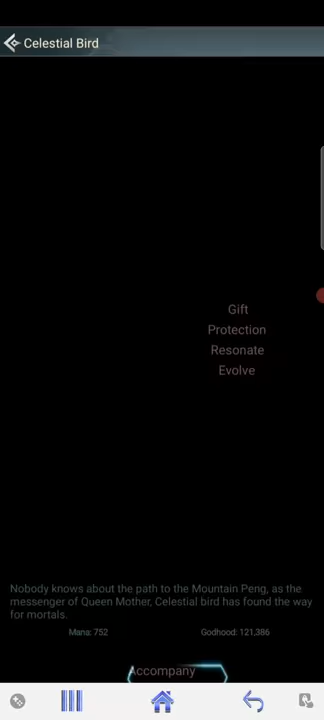 Celestial Bird
Gift
Protection
Resonate
Evolve
Nobody knows about the path to the Mountain Peng, as the
messenger of Queen Mother, Celestial bird has found the way
for mortals.
Mana: 752 Godhood: 121,386
Accompany